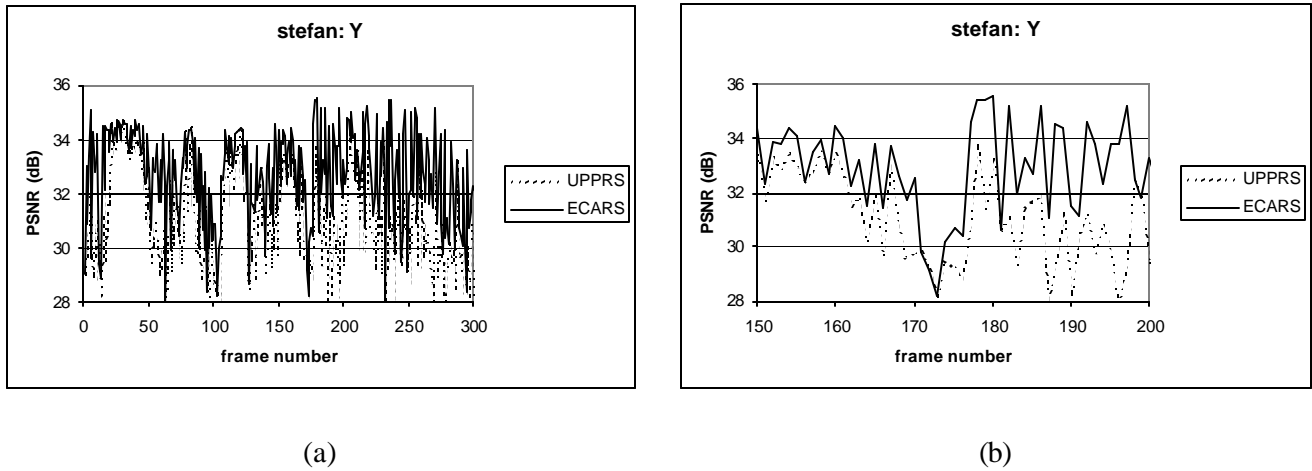 stefan: Y
PSNR (dB)
36
34
32
30
28
0 50 100 150 200 250 300
frame number
UPPRS
ECARS
(a)
stefan: Y
PSNR (dB)
36
34
32
30
28
150 160 170 180 190 200
frame number
UPPRS
ECARS
(b)